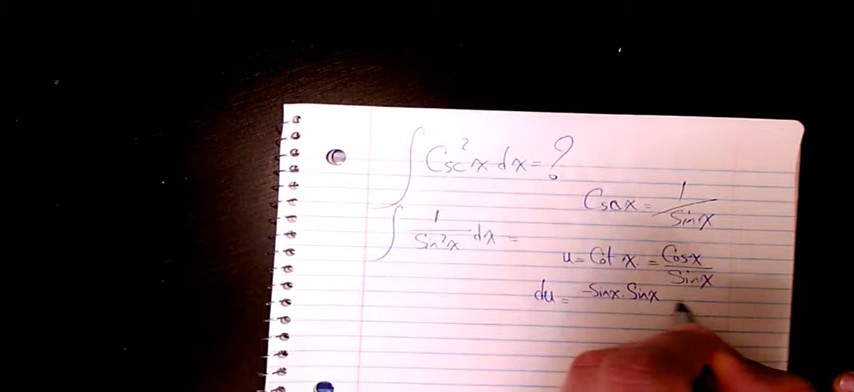 ∫ Csc²x dx = ?
Cscx = 1/Sinx
∫ 1/Sin²x dx =
u = Cot x. = Cosx/Sinx
du = -Sinx.Sinx